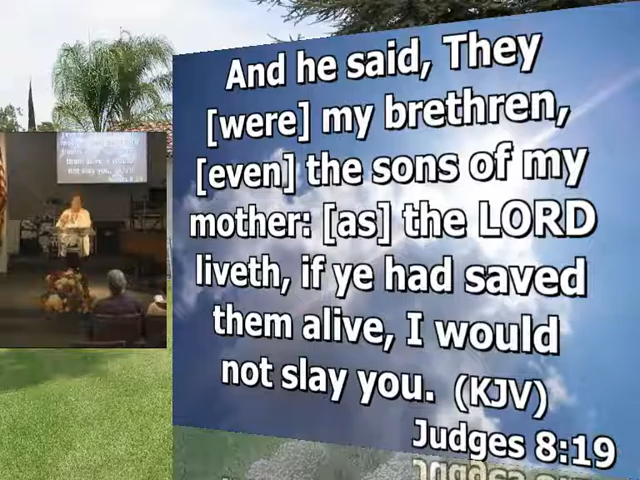 And he said, They
[were] my brethren,
[even] the sons of my
mother: [as] the LORD
liveth, if ye had saved
them alive, I would
not slay you. (KJV)
Judges 8:19